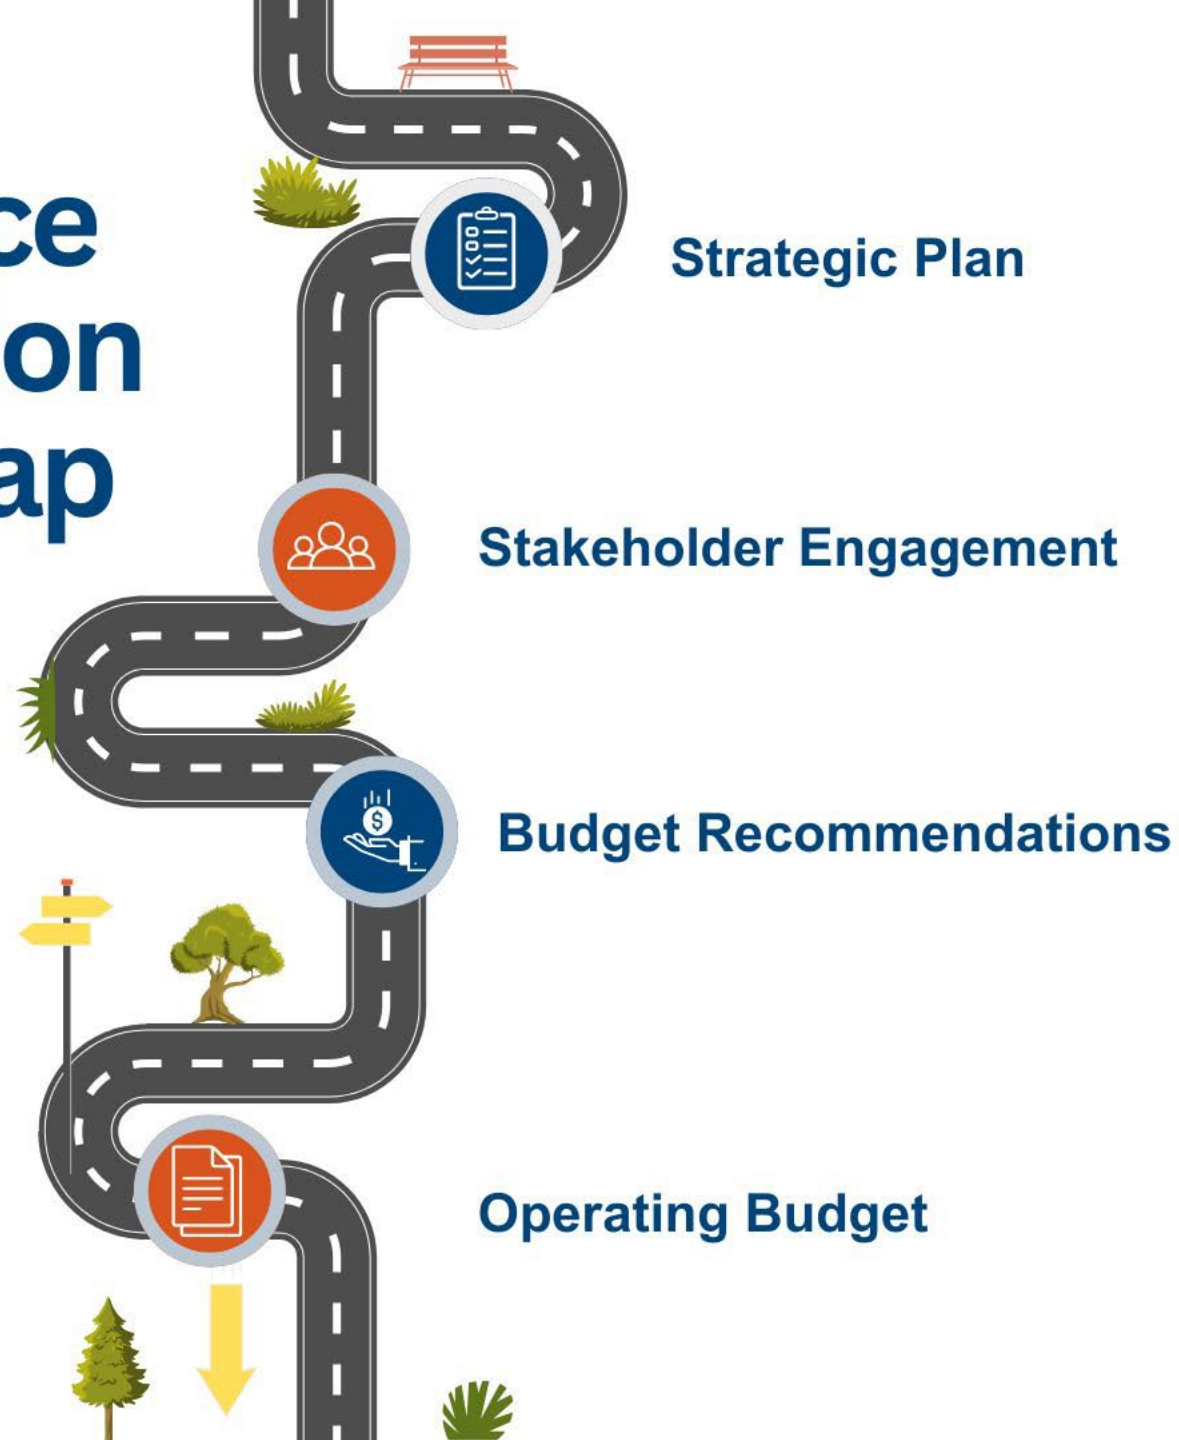 ce
on
ap
Strategic Plan
Stakeholder Engagement
$
Budget Recommendations
Operating Budget